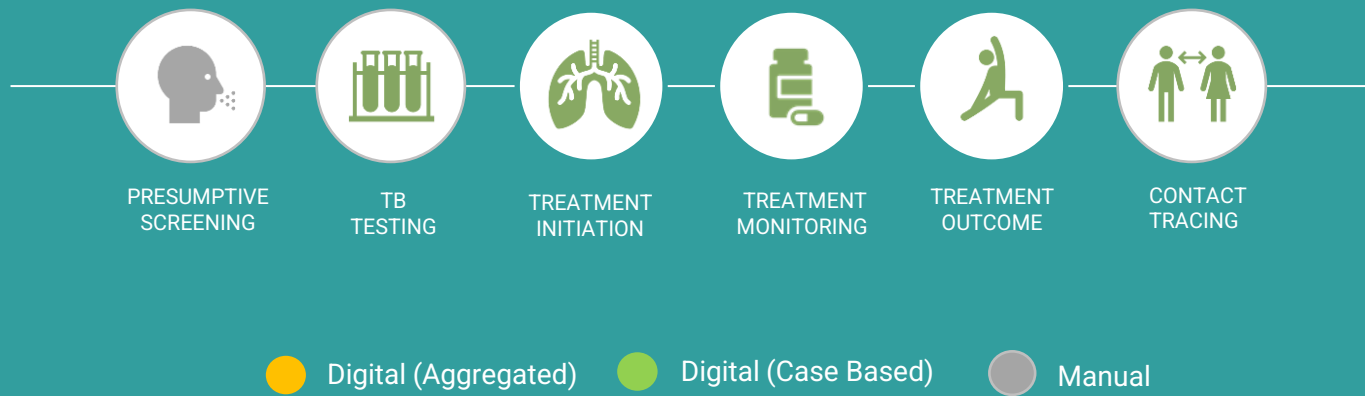 PRESUMPTIVE
SCREENING
TB
TESTING
TREATMENT
INITIATION
TREATMENT
MONITORING
TREATMENT
OUTCOME
CONTACT
TRACING
Digital (Aggregated)
Digital (Case Based)
Manual